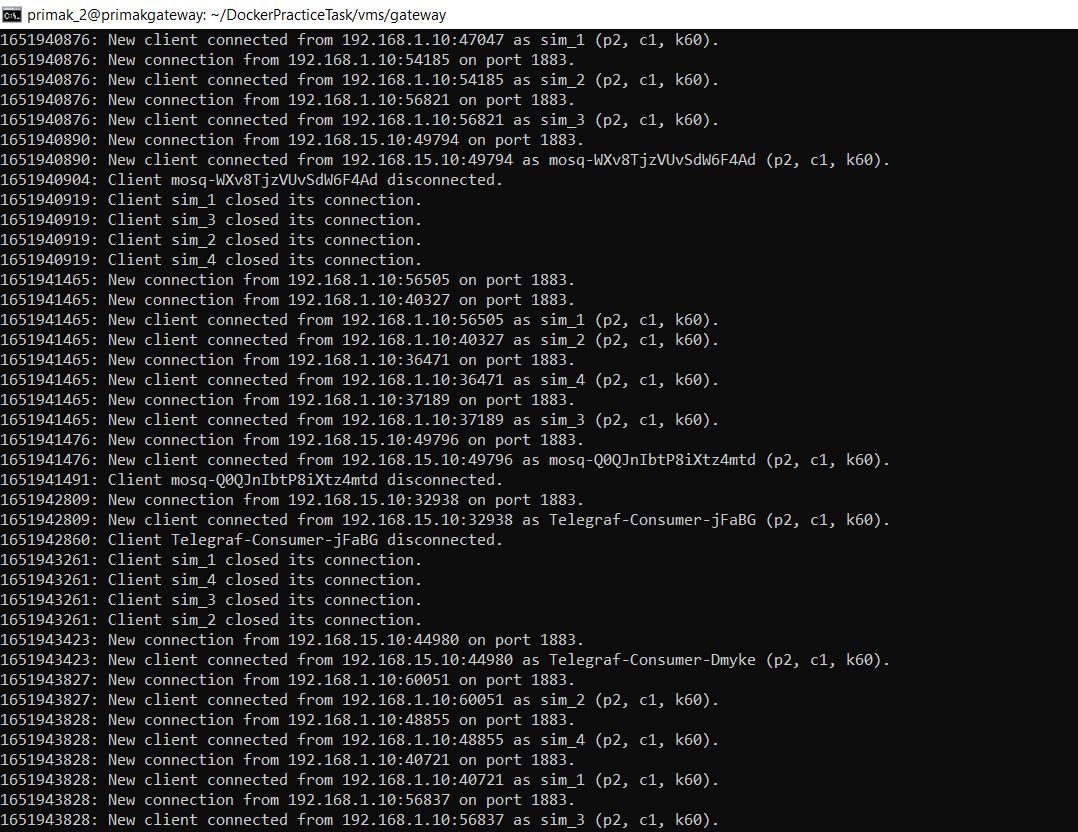 primak_2@primakgateway: ~/DockerPracticeTask/vms/gateway
1651940876: New client connected from 192.168.1.10:47047 as sim_1 (p2, c1, k60).
1651940876: New connection from 192.168.1.10:54185 on port 1883.
1651940876: New client connected from 192.168.1.10:54185 as sim_2 (p2, c1, k60).
1651940876: New connection from 192.168.1.10:56821 on port 1883.
1651940876: New client connected from 192.168.1.10:56821 as sim_3 (p2, c1, k60).
1651940890: New connection from 192.168.15.10:49794 on port 1883.
1651940890: New client connected from 192.168.15.10:49794 as mosq-WXv8TjzVUvSdW6F4Ad (p2, c1, k60).
1651940904: Client mosq-WXv8TjzVUvSdW6F4Ad disconnected.
1651940919: Client sim_1 closed its connection.
1651940919: Client sim_3 closed its connection.
1651940919: Client sim_2 closed its connection.
1651940919: Client sim_4 closed its connection.
1651941465: New connection from 192.168.1.10:56505 on port 1883.
1651941465: New connection from 192.168.1.10:40327 on port 1883.
1651941465: New client connected from 192.168.1.10:56505 as sim_1 (p2, c1, k60).
1651941465: New client connected from 192.168.1.10:40327 as sim_2 (p2, c1, k60).
1651941465: New connection from 192.168.1.10:36471 on port 1883.
1651941465: New client connected from 192.168.1.10:36471 as sim_4 (p2, c1, k60).
1651941465: New connection from 192.168.1.10:37189 on port 1883.
1651941465: New client connected from 192.168.1.10:37189 as sim_3 (p2, c1, k60).
1651941476: New connection from 192.168.15.10:49796 on port 1883.
1651941476: New client connected from 192.168.15.10:49796 as mosq-Q0QJnIbtP8iXtz4mtd (p2, c1, k60).
1651941491: Client mosq-Q0QJnIbtP8iXtz4mtd disconnected.
1651942809: New connection from 192.168.15.10:32938 on port 1883.
1651942809: New client connected from 192.168.15.10:32938 as Telegraf-Consumer-jFaBG (p2, c1, k60).
1651942860: Client Telegraf-Consumer-jFaBG disconnected.
1651943261: Client sim_1 closed its connection.
1651943261: Client sim_4 closed its connection.
1651943261: Client sim_3 closed its connection.
1651943261: Client sim_2 closed its connection.
1651943423: New connection from 192.168.15.10:44980 on port 1883.
1651943423: New client connected from 192.168.15.10:44980 as Telegraf-Consumer-Dmyke (p2, c1, k60).
1651943827: New connection from 192.168.1.10:60051 on port 1883.
1651943827: New client connected from 192.168.1.10:60051 as sim_2 (p2, c1, k60).
1651943828: New connection from 192.168.1.10:48855 on port 1883.
1651943828: New client connected from 192.168.1.10:48855 as sim_4 (p2, c1, k60).
1651943828: New connection from 192.168.1.10:40721 on port 1883.
1651943828: New client connected from 192.168.1.10:40721 as sim_1 (p2, c1, k60).
1651943828: New connection from 192.168.1.10:56837 on port 1883.
1651943828: New client connected from 192.168.1.10:56837 as sim_3 (p2, c1, k60).